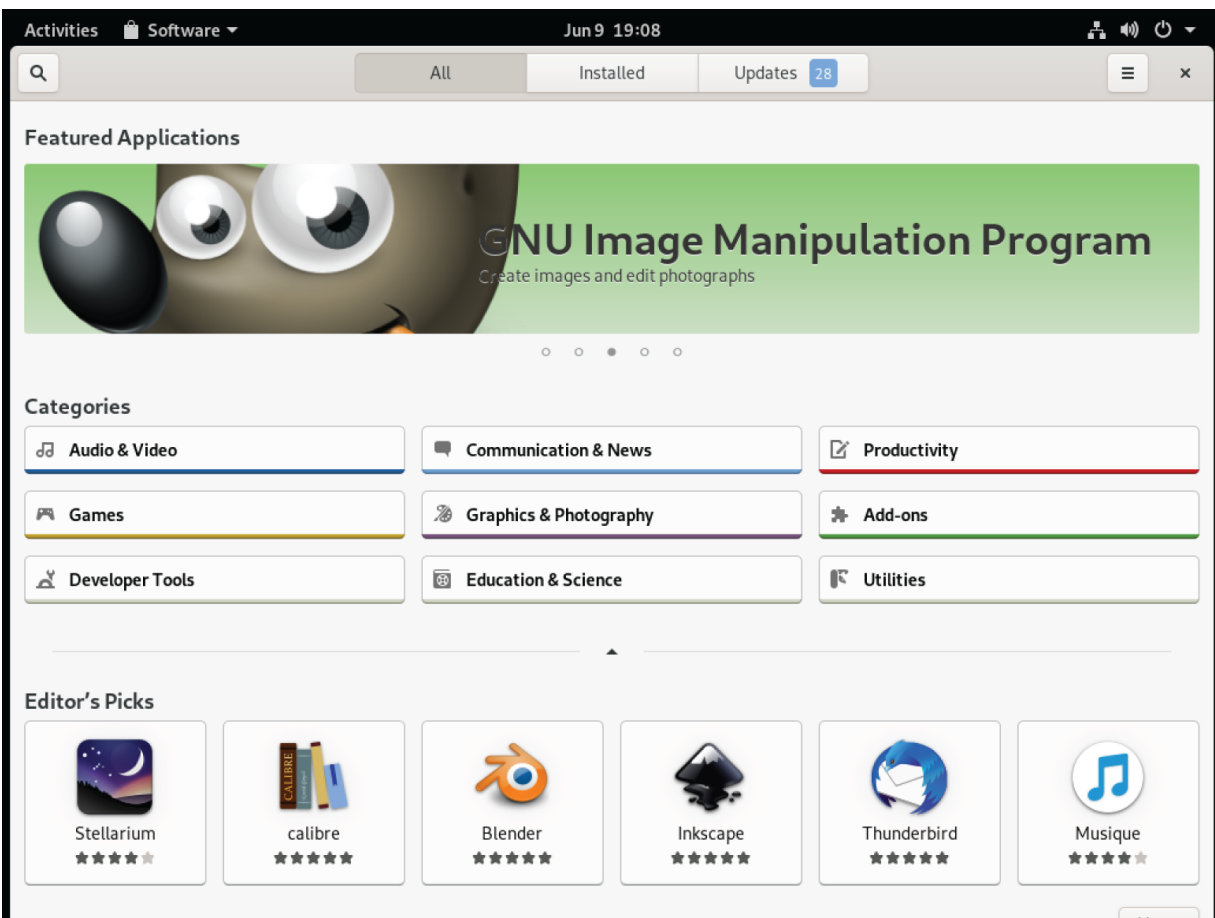 Activities Software Jun 9 19:08
All Installed Updates 28
Featured Applications
GNU Image Manipulation Program
Create images and edit photographs
Categories
Audio & Video Communication & News Productivity
Games Graphics & Photography Add-ons
Developer Tools Education & Science Utilities
Editor’s Picks
CALIBRE
Stellarium calibre Blender Inkscape Thunderbird Musique